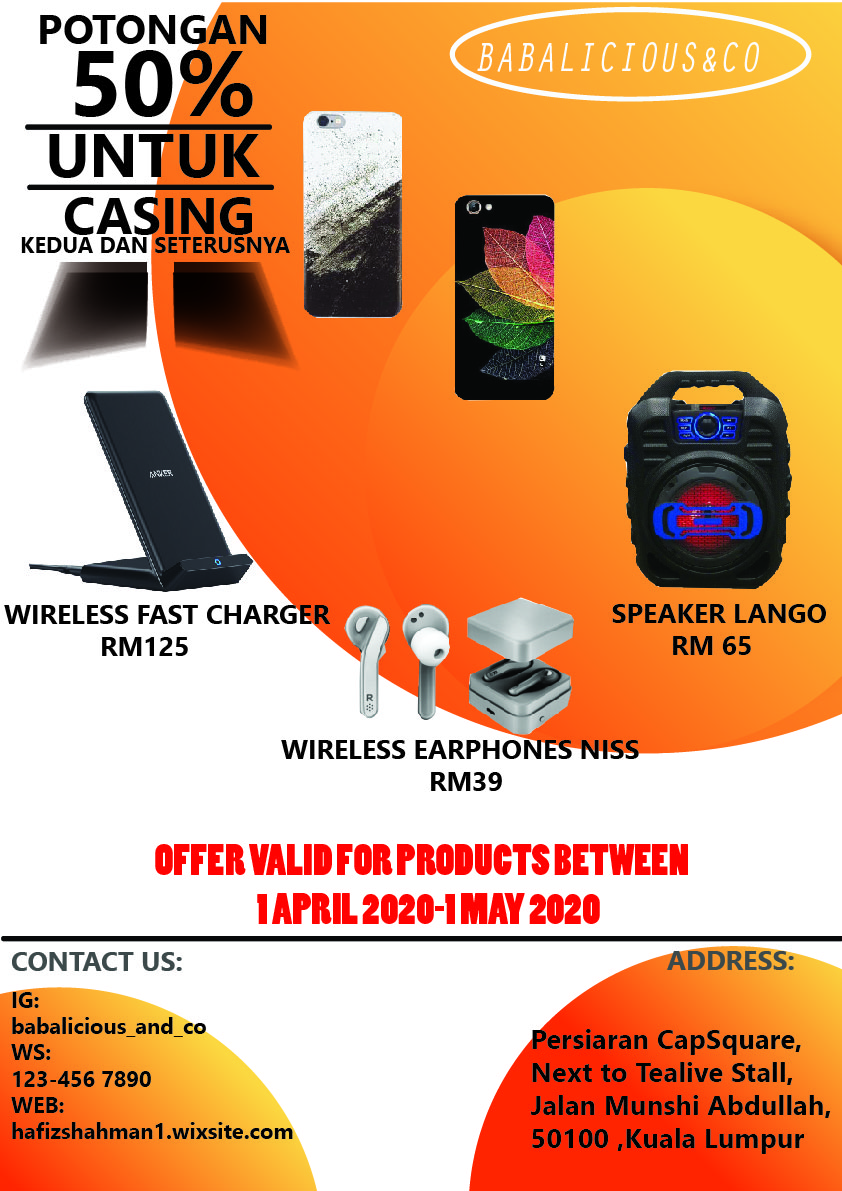 POTONGAN
50%
UNTUK
CASING
KEDUA DAN SETERUSNYA
BABALICIOUS&CO
ANKER
WIRELESS FAST CHARGER
RM125
SPEAKER LANGO
RM 65
R
WIRELESS EARPHONES NISS
RM39
OFFER VALID FOR PRODUCTS BETWEEN
1 APRIL 2020-1 MAY 2020
CONTACT US:
IG:
babalicious_and_co
WS:
123-456 7890
WEB:
hafizshahman1.wixsite.com
ADDRESS:
Persiaran CapSquare,
Next to Tealive Stall,
Jalan Munshi Abdullah,
50100 ,Kuala Lumpur